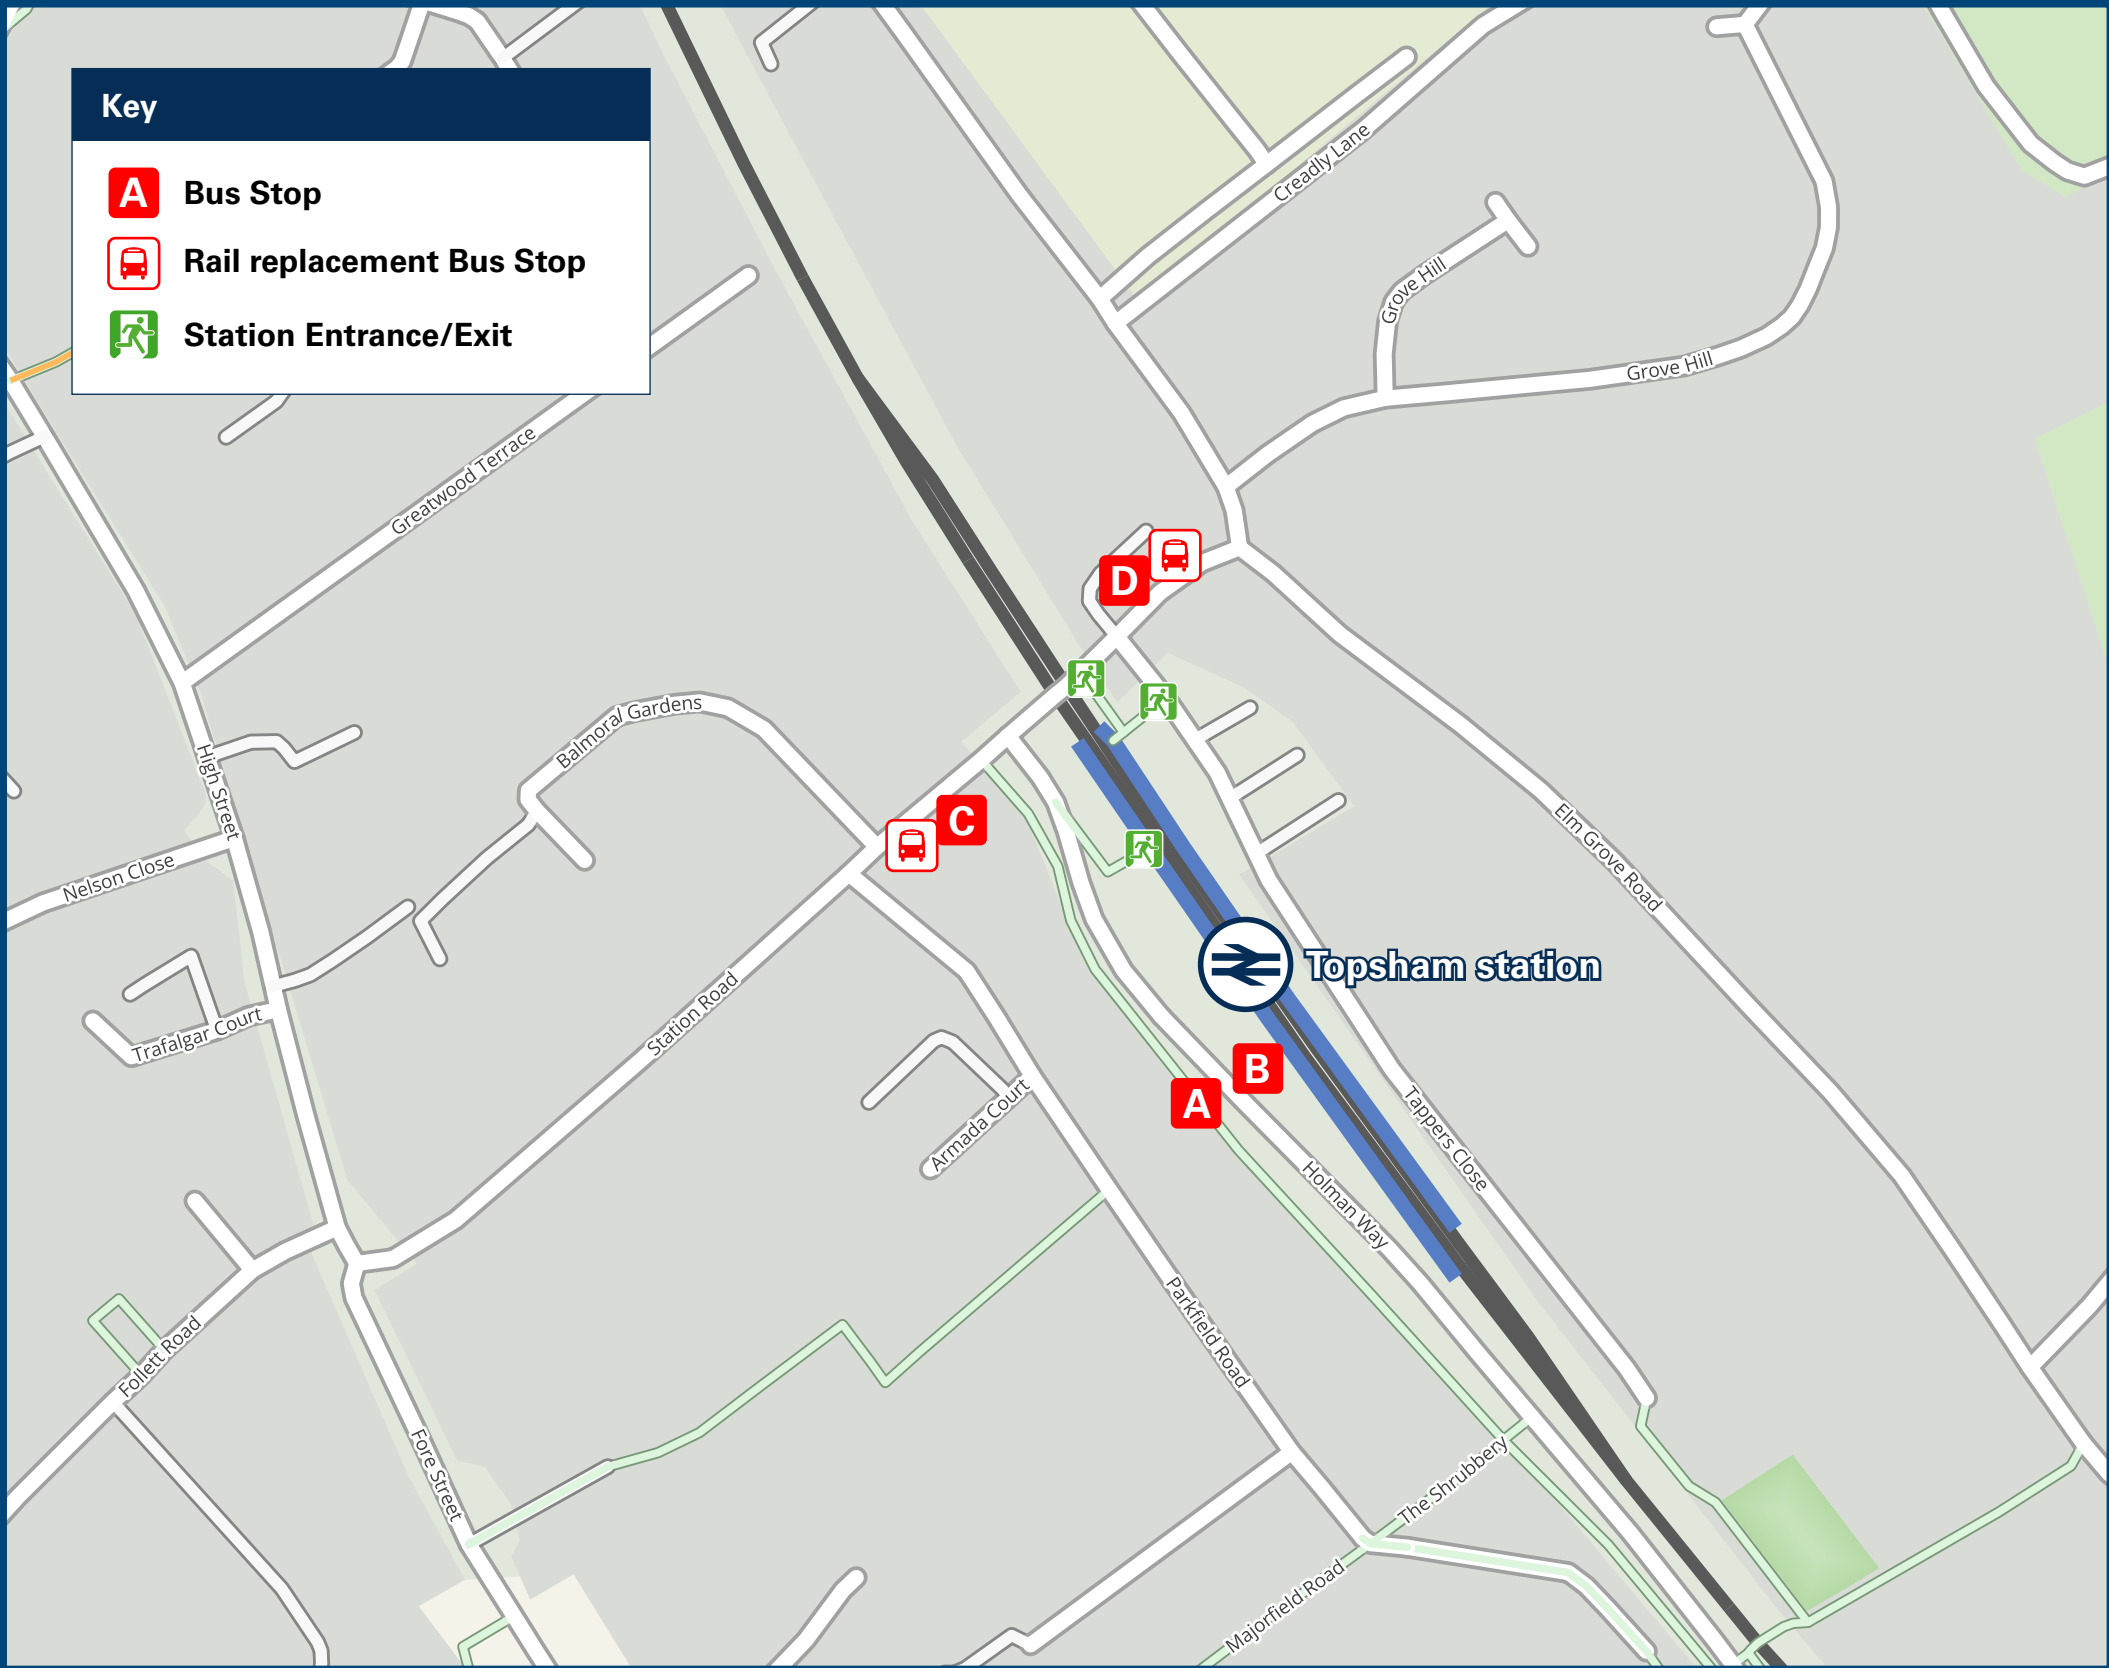 Key
A Bus Stop
Rail replacement Bus Stop
Station Entrance/Exit
Creadly Lane
Grove Hill
Grove Hill
Greatwood Terrace
D
Balmoral Gardens
High Street
C
Elm Grove Road
Nelson Close
Topsham station
Station Road
Trafalgar Court
B
A
Armada Court
Tappers Close
Holman Way
Parkfield Road
Follett Road
Fore Street
The Shrubbery
Majorfield Road